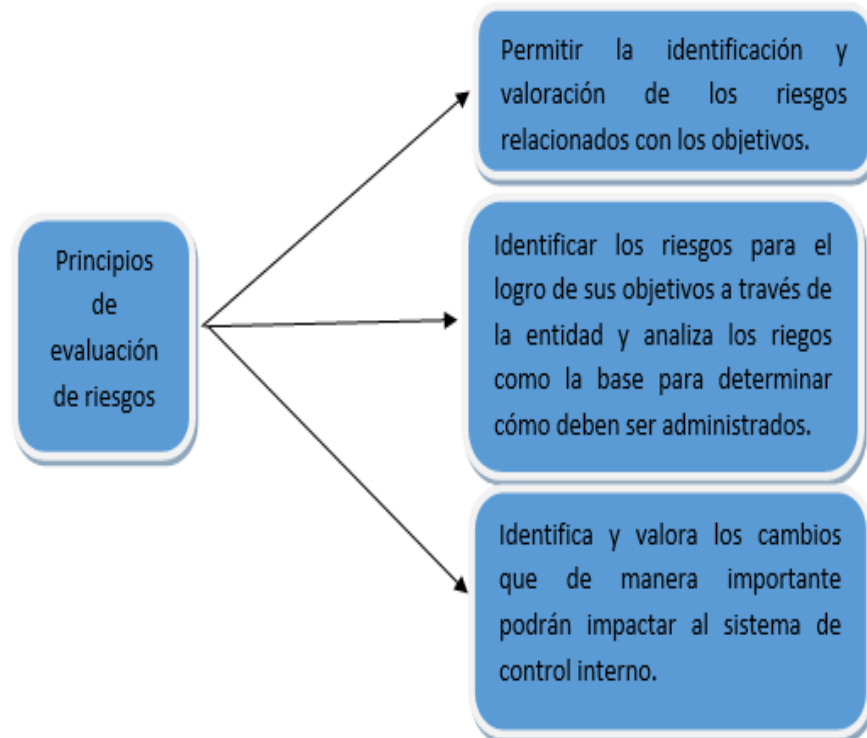 Permitir la identificación y
valoración de los riesgos
relacionados con los objetivos.
Principios
de
evaluación
de riesgos
Identificar los riesgos para el
logro de sus objetivos a través de
la entidad y analiza los riegos
como la base para determinar
cómo deben ser administrados.
Identifica y valora los cambios
que de manera importante
podrán impactar al sistema de
control interno.